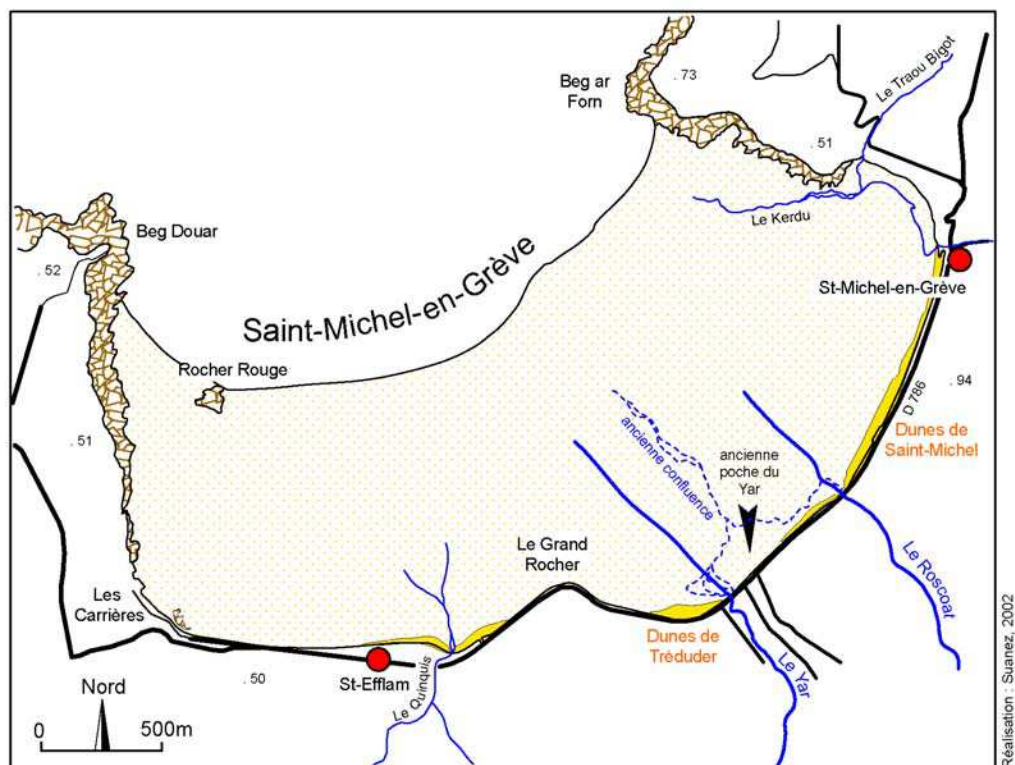 Beg ar
Forn
. 73
Le Traou Bigot
. 51
Le Kerdu
Beg Douar
. 52
St-Michel-en-Grève
Saint-Michel-en-Grève
Rocher Rouge
. 51
D 786
. 94
Dunes de
Saint-Michel
ancienne
poche du
Yar
ancienne confluence
Le Grand
Rocher
Le Roscoat
Les
Carrières
Dunes de
Tréduder
Le Yar
St-Efflam
. 50
Le Quinquis
Nord
0 500m
Réalisation : Suanez, 2002